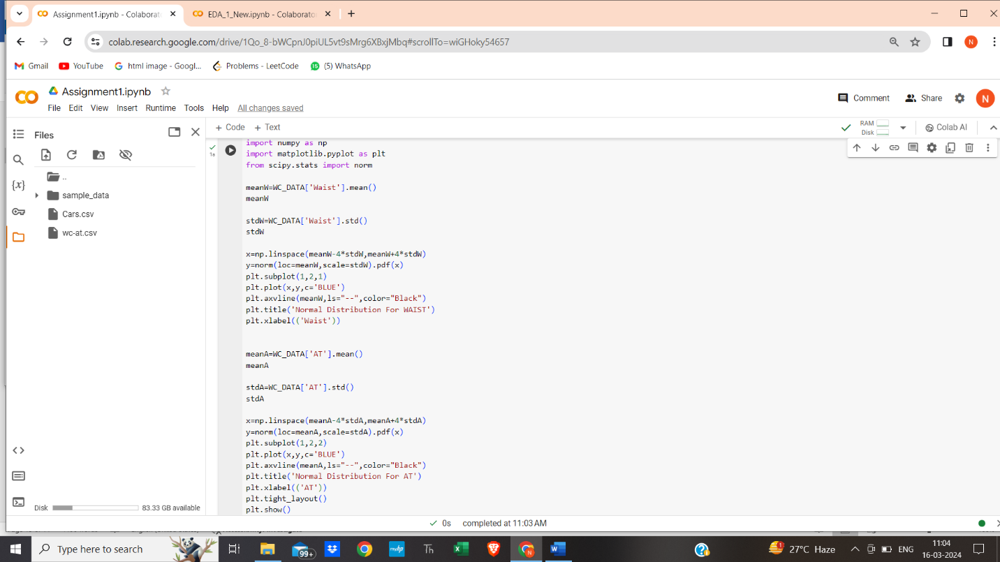 Assignment1.ipynb - Colaborato
EDA_1_New.ipynb - Colaborato
colab.research.google.com/drive/1Qo_8-bWCpnJ0piUL5vt9sMrg6XBxjMbq#scrollTo=wiGHoky54657
N
Gmail
YouTube
html image - Googl...
Problems - LeetCode
15
(5) WhatsApp
Assignment1.ipynb
File Edit View Insert Runtime Tools Help All changes saved
Comment
Share
N
Files
+ Code + Text
RAM
Disk
Colab AI
..
sample_data
Cars.csv
wc-at.csv
{x}
1s
import numpy as np
import matplotlib.pyplot as plt
from scipy.stats import norm
meanW=WC_DATA['Waist'].mean()
meanW
stdW=WC_DATA['Waist'].std()
stdW
x=np.linspace(meanW-4*stdW,meanW+4*stdW)
y=norm(loc=meanW,scale=stdW).pdf(x)
plt.subplot(1,2,1)
plt.plot(x,y,c='BLUE')
plt.axvline(meanW,ls="--",color="Black")
plt.title('Normal Distribution For WAIST')
plt.xlabel(('Waist'))
meanA=WC_DATA['AT'].mean()
meanA
stdA=WC_DATA['AT'].std()
stdA
x=np.linspace(meanA-4*stdA,meanA+4*stdA)
y=norm(loc=meanA,scale=stdA).pdf(x)
plt.subplot(1,2,2)
plt.plot(x,y,c='BLUE')
plt.axvline(meanA,ls="--",color="Black")
plt.title('Normal Distribution For AT')
plt.xlabel(('AT'))
plt.tight_layout()
plt.show()
Disk
83.33 GB available
0s completed at 11:03 AM
Type here to search
99+
mvhp
Th
N
1
27°C Haze
ENG
11:04
16-03-2024